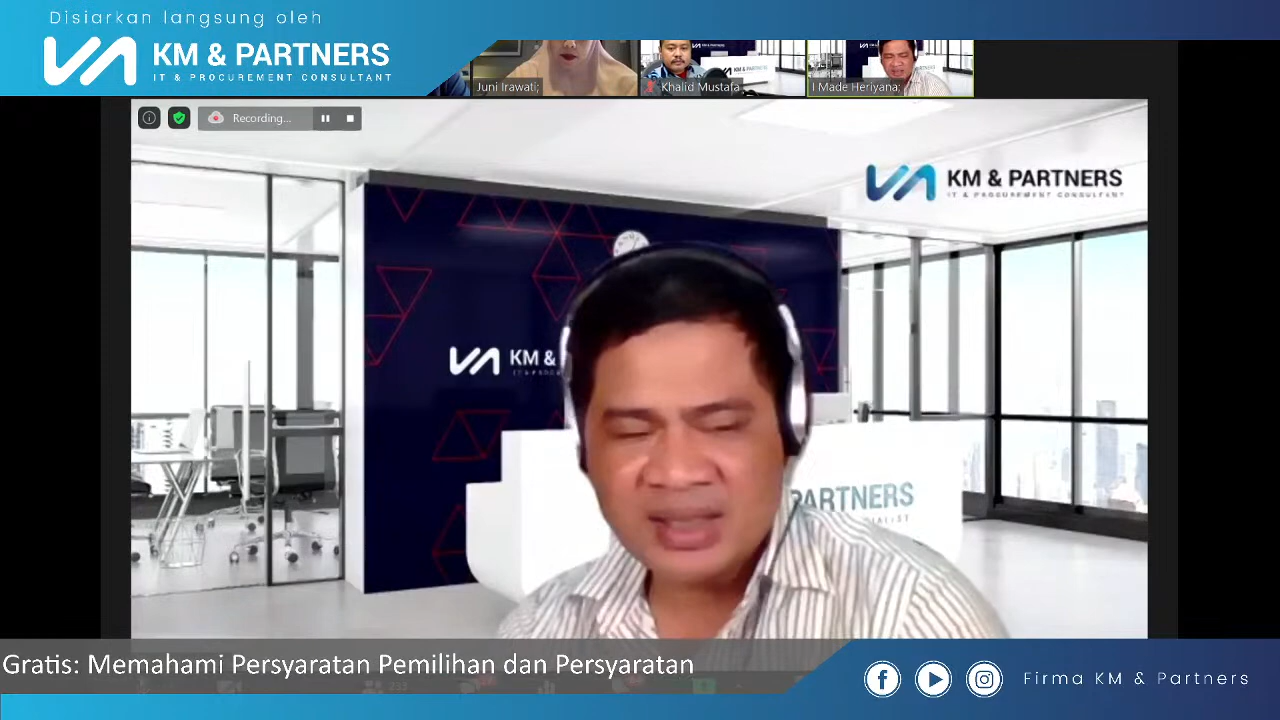 Disiarkan langsung oleh
KM & PARTNERS
IT & PROCUREMENT CONSULTANT
Juni Irawati;
Khalid Mustafa
I Made Heriyana;
Recording...
KM & PARTNERS
IT & PROCUREMENT CONSULTANT
KM &
PARTNERS
Gratis: Memahami Persyaratan Pemilihan dan Persyaratan
Firma KM & Partners